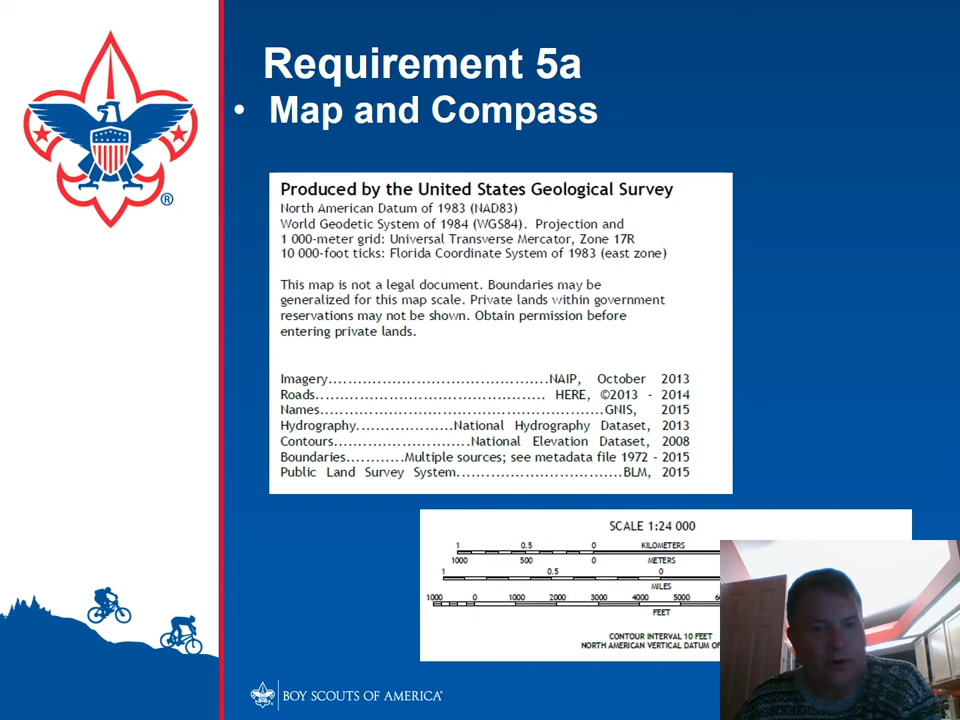 Requirement 5a
• Map and Compass
®
Produced by the United States Geological Survey
North American Datum of 1983 (NAD83)
World Geodetic System of 1984 (WGS84). Projection and
1 000-meter grid: Universal Transverse Mercator, Zone 17R
10 000-foot ticks: Florida Coordinate System of 1983 (east zone)
This map is not a legal document. Boundaries may be
generalized for this map scale. Private lands within government
reservations may not be shown. Obtain permission before
entering private lands.
Imagery..............................................NAIP, October 2013
Roads................................................ HERE, ©2013 - 2014
Names............................................................GNIS, 2015
Hydrography....................National Hydrography Dataset, 2013
Contours............................National Elevation Dataset, 2008
Boundaries............Multiple sources; see metadata file 1972 - 2015
Public Land Survey System...................................BLM, 2015
SCALE 1:24 000
1 0.5 0 KILOMETERS
1000 500 0 METERS
1 0.5 0
MILES
1000 0 1000 2000 3000 4000 5000
FEET
CONTOUR INTERVAL 10 FEET
NORTH AMERICAN VERTICAL DATUM OF
BOY SCOUTS OF AMERICA®